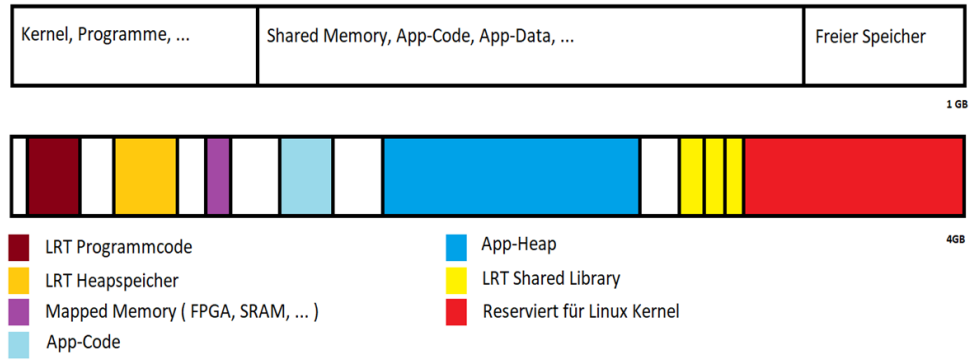 Kernel, Programme, ...
Shared Memory, App-Code, App-Data, ...
Freier Speicher
1 GB
4GB
LRT Programmcode
LRT Heapspeicher
Mapped Memory ( FPGA, SRAM, ... )
App-Code
App-Heap
LRT Shared Library
Reserviert für Linux Kernel